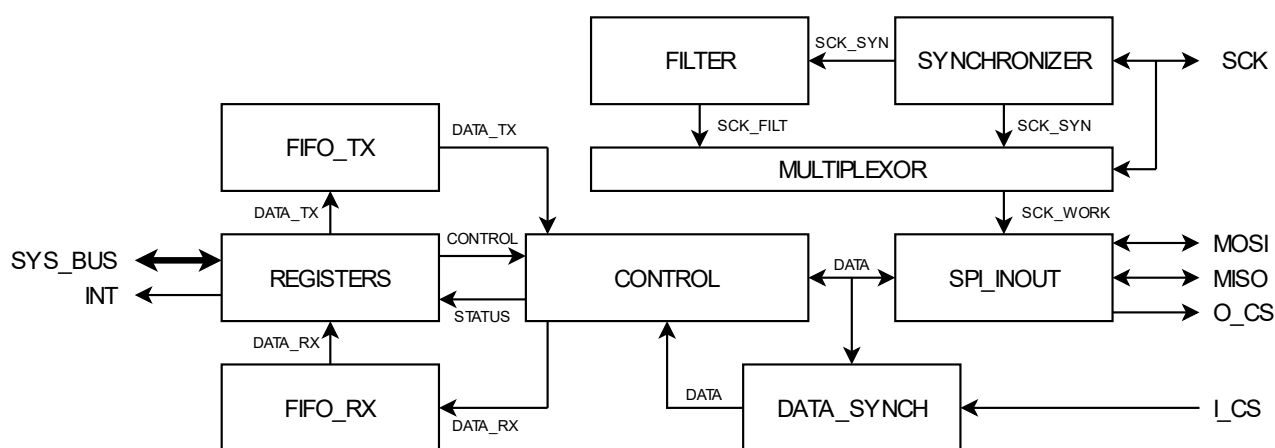 SCK_SYN
FILTER
SYNCHRONIZER
SCK
SCK_FILT
SCK_SYN
DATA_TX
FIFO_TX
MULTIPLEXOR
DATA_TX
SCK_WORK
CONTROL
MOSI
SYS_BUS
REGISTERS
CONTROL
DATA
SPI_INOUT
MISO
INT
STATUS
O_CS
DATA_RX
DATA
FIFO_RX
DATA_SYNCH
I_CS
DATA_RX